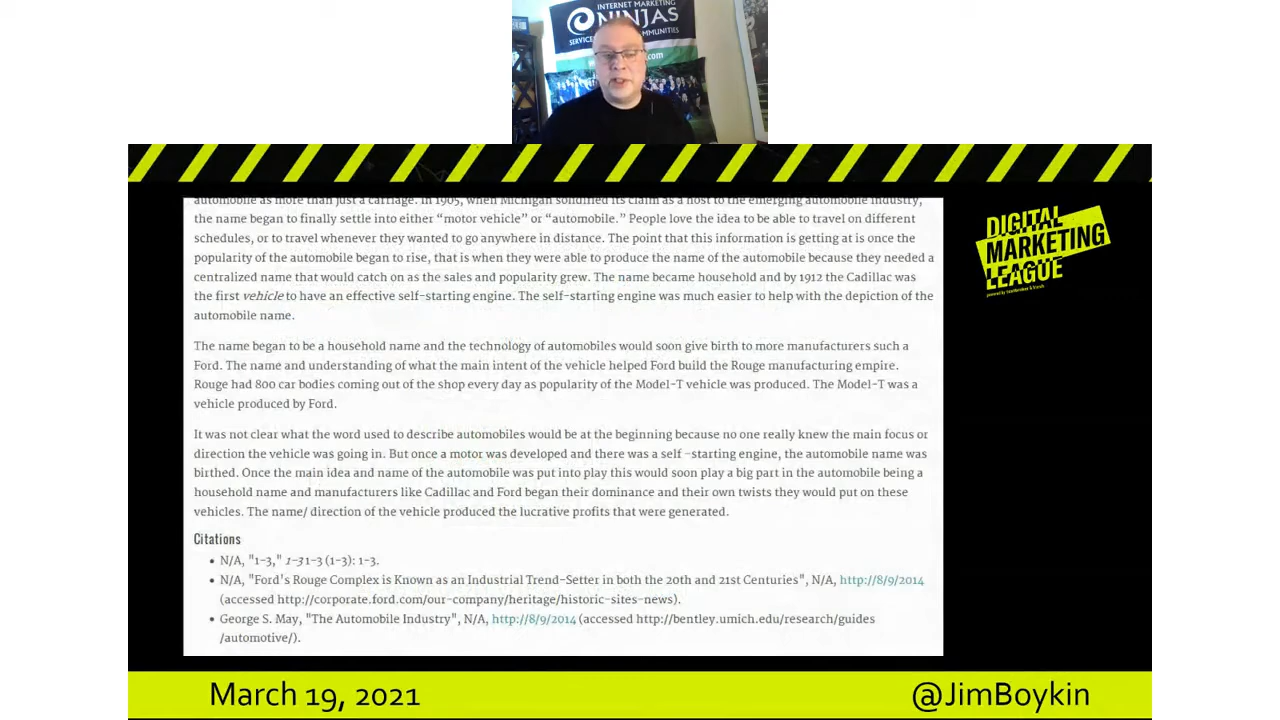 INTERNET MARKETING
NINJAS
.com
automobile as more than just a carriage. In 1905, when Michigan solidified its claim as a host to the emerging automobile industry,
the name began to finally settle into either “motor vehicle” or “automobile.” People love the idea to be able to travel on different
schedules, or to travel whenever they wanted to go anywhere in distance. The point that this information is getting at is once the
popularity of the automobile began to rise, that is when they were able to produce the name of the automobile because they needed a
centralized name that would catch on as the sales and popularity grew. The name became household and by 1912 the Cadillac was
the first vehicle to have an effective self-starting engine. The self-starting engine was much easier to help with the depiction of the
automobile name.
The name began to be a household name and the technology of automobiles would soon give birth to more manufacturers such a
Ford. The name and understanding of what the main intent of the vehicle helped Ford build the Rouge manufacturing empire.
Rouge had 800 car bodies coming out of the shop every day as popularity of the Model-T vehicle was produced. The Model-T was a
vehicle produced by Ford.
It was not clear what the word used to describe automobiles would be at the beginning because no one really knew the main focus or
direction the vehicle was going in. But once a motor was developed and there was a self -starting engine, the automobile name was
birthed. Once the main idea and name of the automobile was put into play this would soon play a big part in the automobile being a
household name and manufacturers like Cadillac and Ford began their dominance and their own twists they would put on these
vehicles. The name/ direction of the vehicle produced the lucrative profits that were generated.
Citations
• N/A, "1-3," 1-3 1-3 (1-3): 1-3.
• N/A, "Ford's Rouge Complex is Known as an Industrial Trend-Setter in both the 20th and 21st Centuries", N/A, http://8/9/2014
(accessed http://corporate.ford.com/our-company/heritage/historic-sites-news).
• George S. May, "The Automobile Industry", N/A, http://8/9/2014 (accessed http://bentley.umich.edu/research/guides
/automotive/).
DIGITAL
MARKETING
LEAGUE
March 19, 2021
@JimBoykin